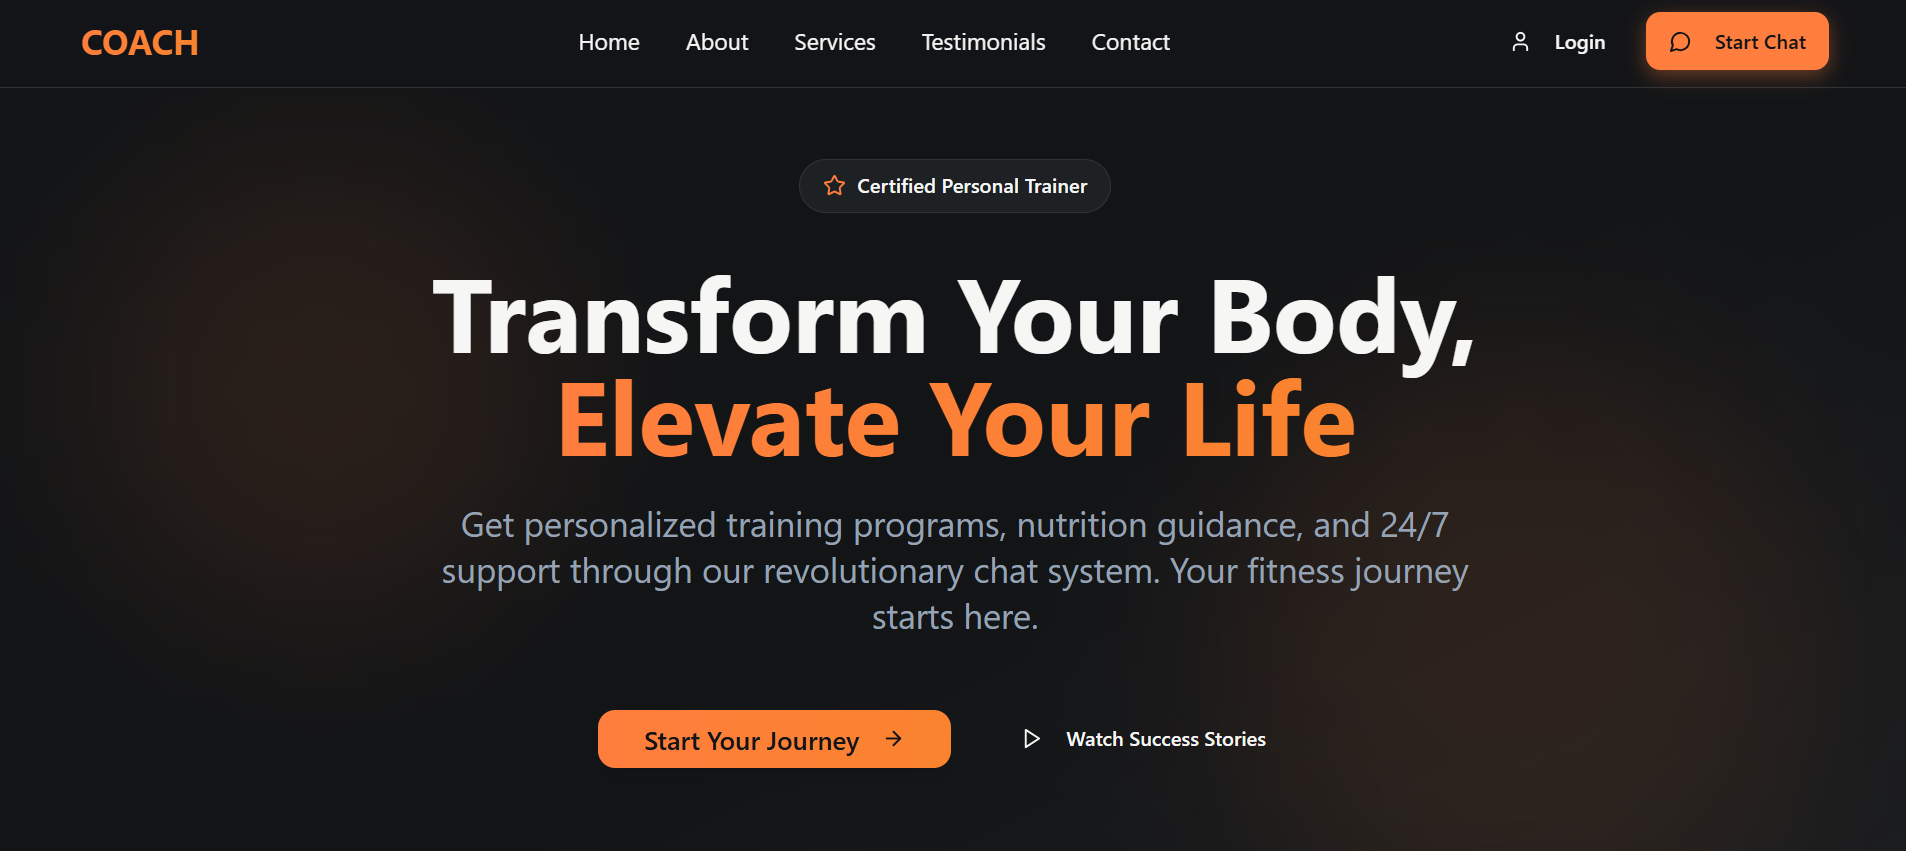 COACH
Home About Services Testimonials Contact
Login
Start Chat
Certified Personal Trainer
Transform Your Body,
Elevate Your Life
Get personalized training programs, nutrition guidance, and 24/7
support through our revolutionary chat system. Your fitness journey
starts here.
Start Your Journey
Watch Success Stories